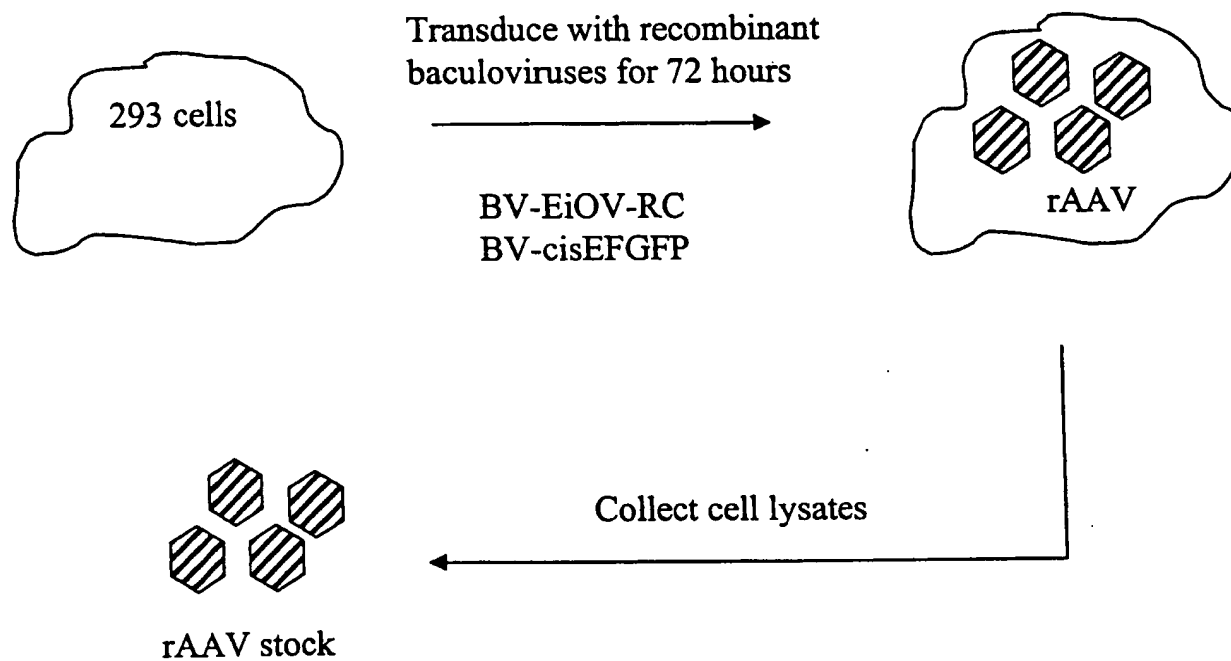 293 cells
Transduce with recombinant
baculoviruses for 72 hours
BV-EiOV-RC
BV-cisEFGFP
rAAV
Collect cell lysates
rAAV stock